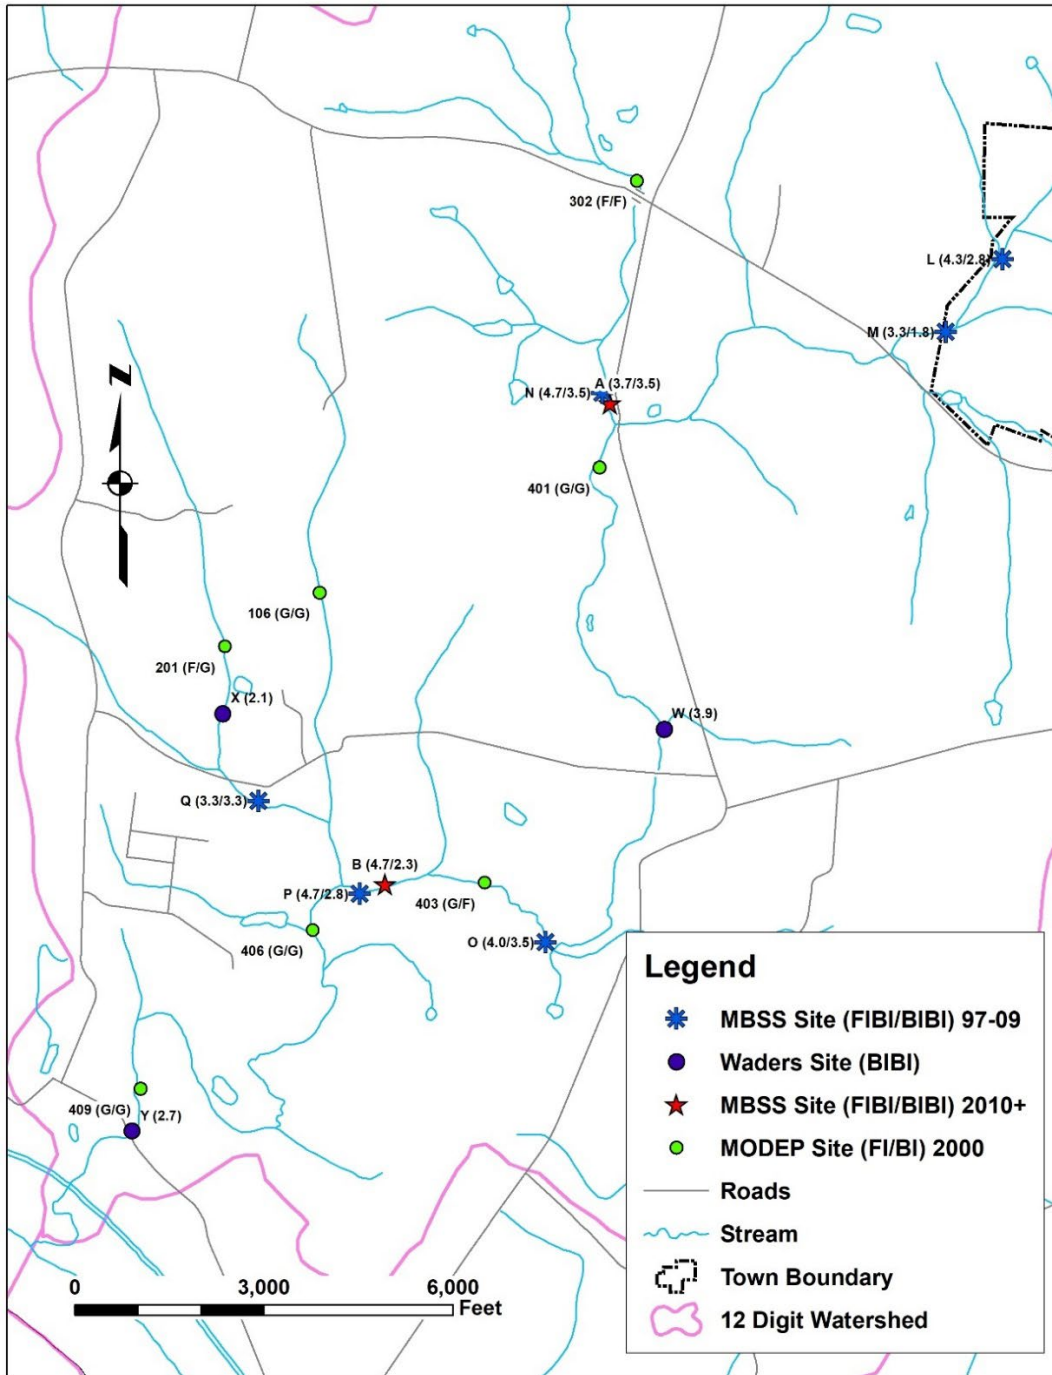 302 (F/F)
L (4.3/2.8)
M (3.3/1.8)
A (3.7/3.5)
N (4.7/3.5)
401 (G/G)
Z
106 (G/G)
201 (F/G)
X (2.1)
W (3.9)
Q (3.3/3.3)
B (4.7/2.3)
P (4.7/2.8)
403 (G/F)
406 (G/G)
O (4.0/3.5)
409 (G/G)
Y (2.7)
Legend
MBSS Site (FIBI/BIBI) 97-09
Waders Site (BIBI)
MBSS Site (FIBI/BIBI) 2010+
MODEP Site (FI/BI) 2000
Roads
Stream
Town Boundary
12 Digit Watershed
0 3,000 6,000
Feet